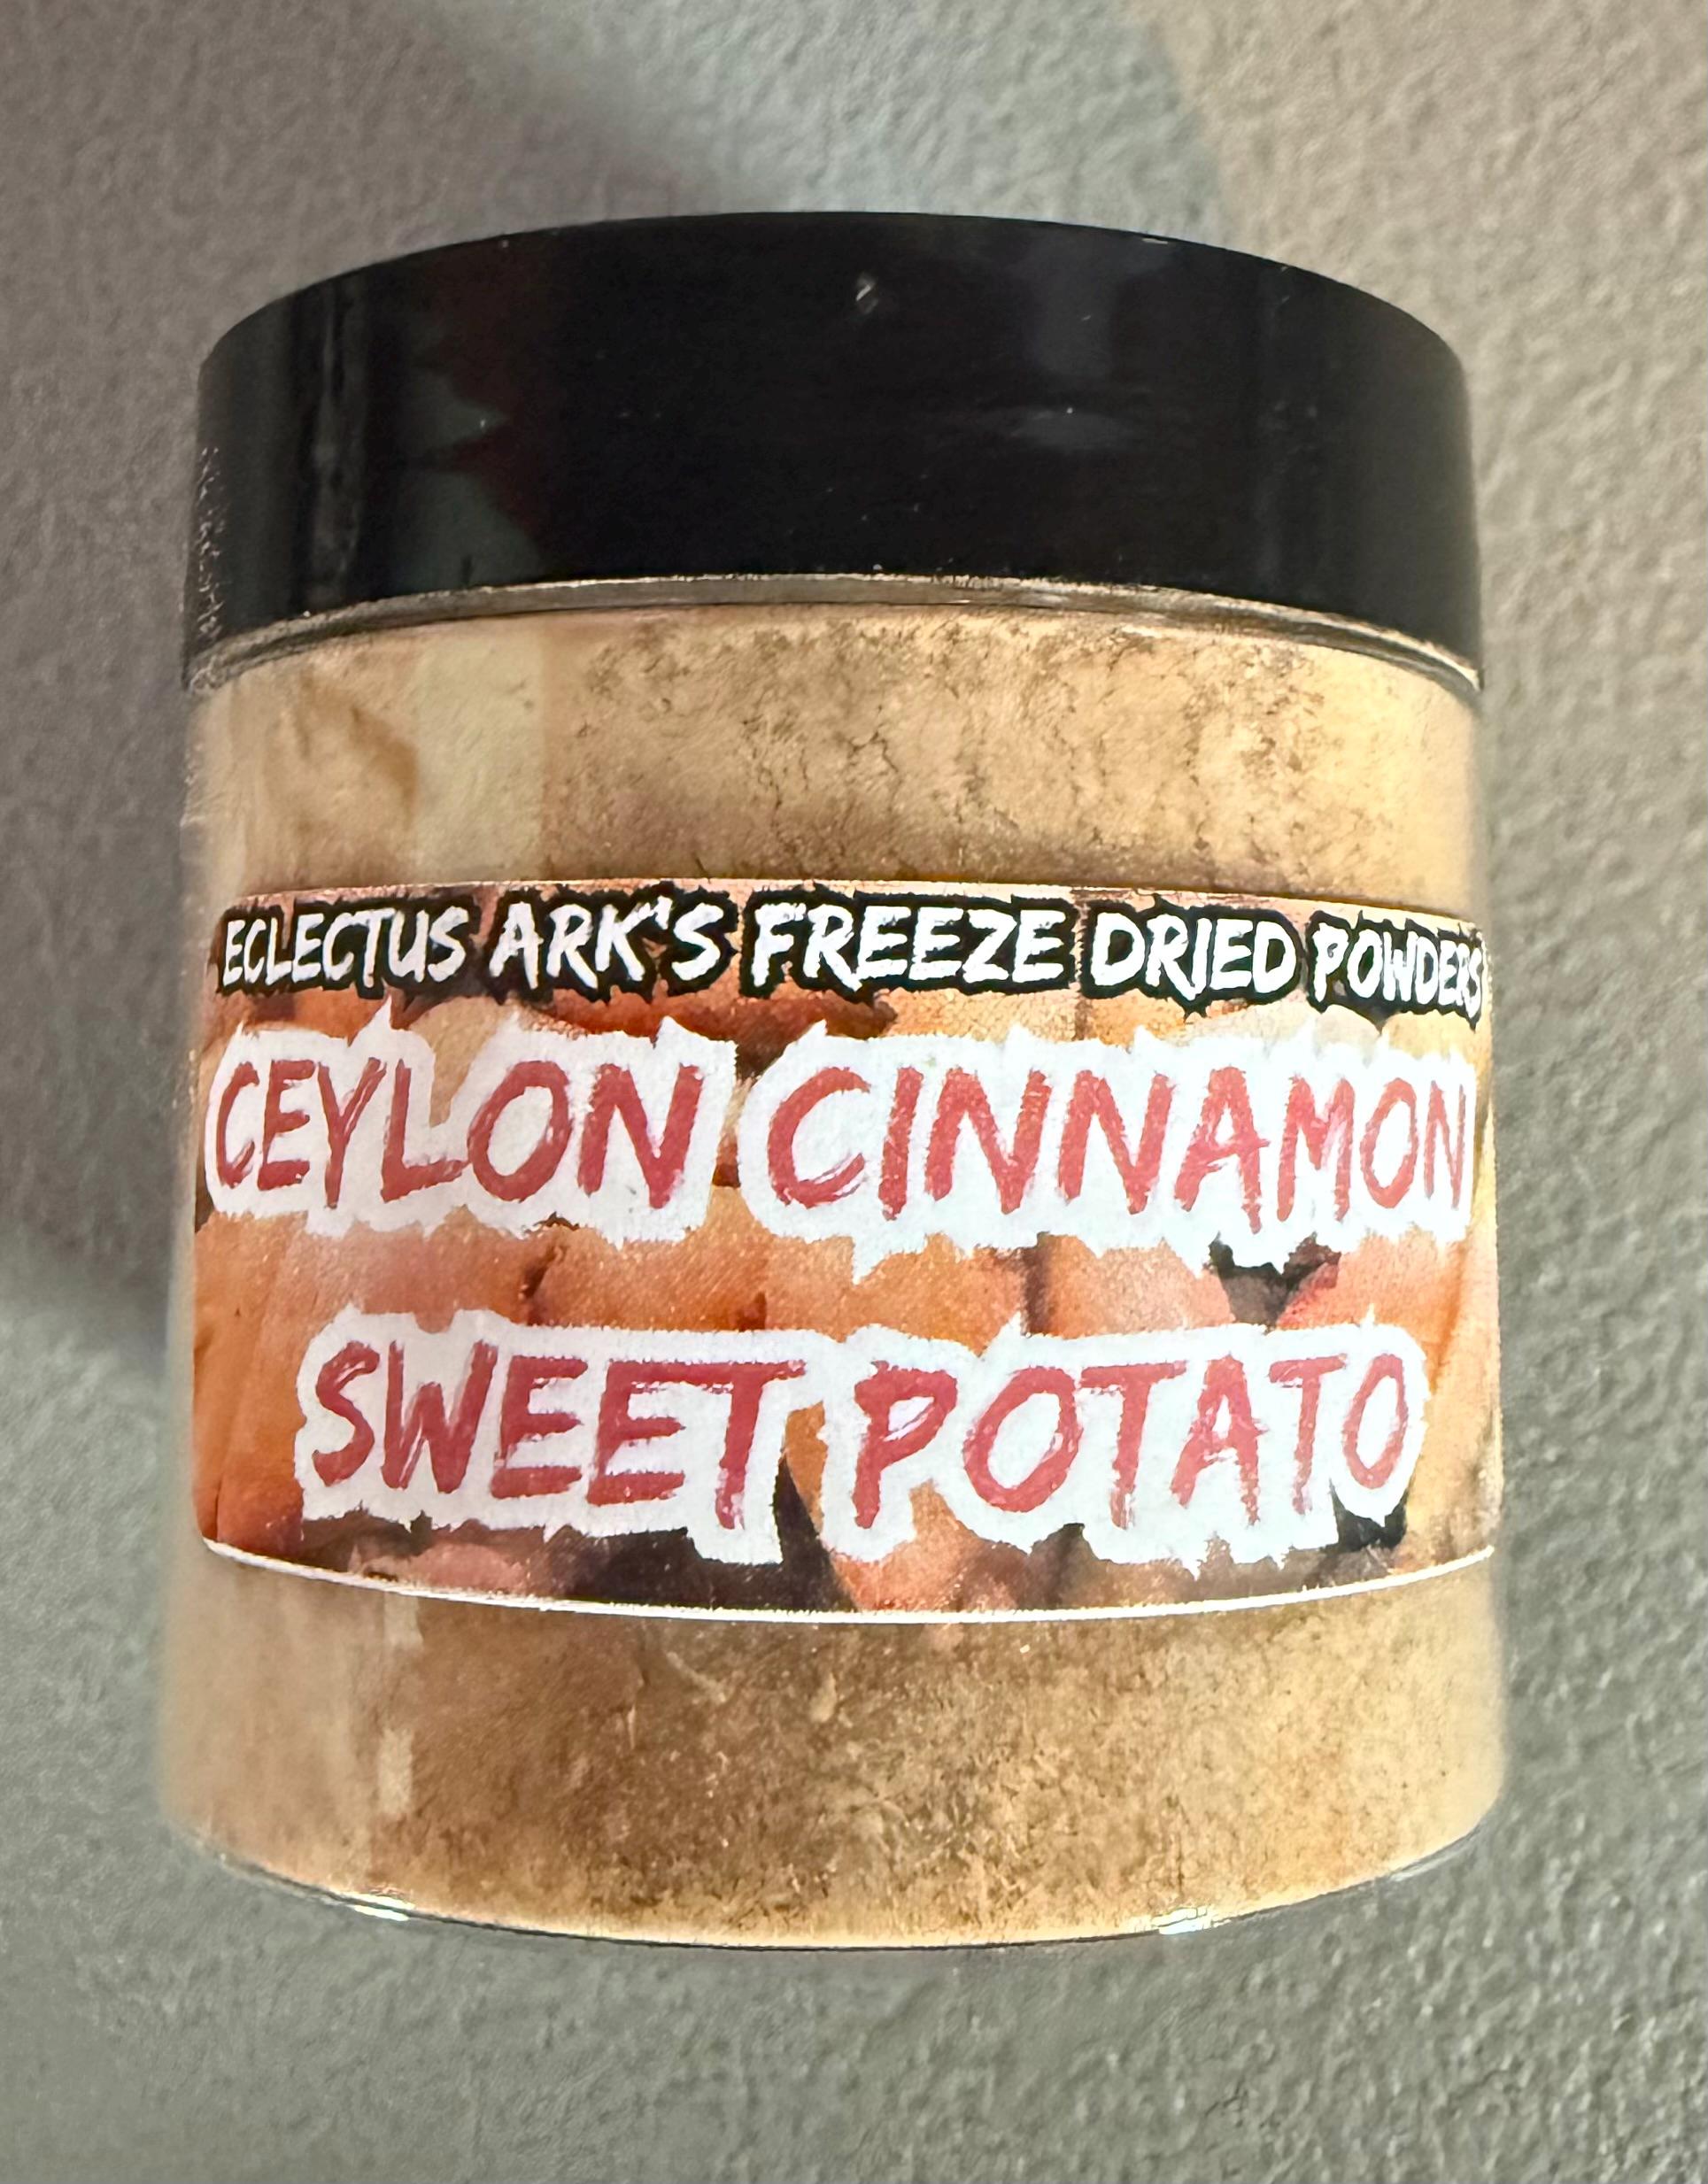 ECLECTUS ARK'S FREEZE DRIED POWDERS
CEYLON CINNAMON
SWEET POTATO